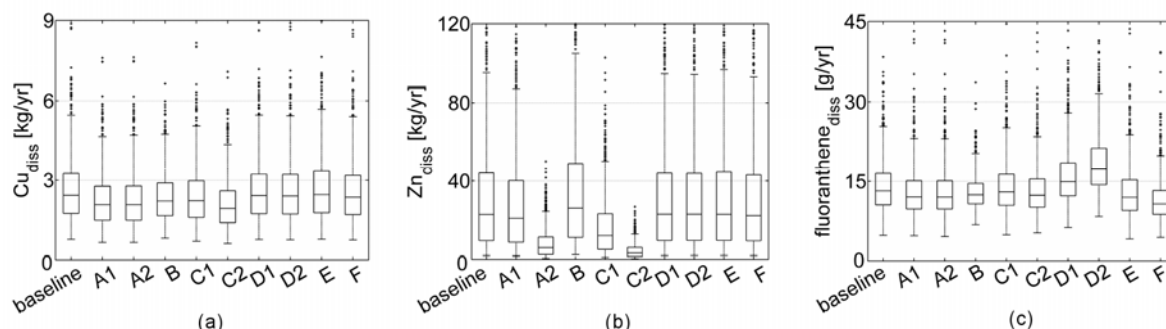 Cu_diss [kg/yr]
9
6
3
0
baseline A1 A2 B C1 C2 D1 D2 E F
(a)
Zn_diss [kg/yr]
120
80
40
0
baseline A1 A2 B C1 C2 D1 D2 E F
(b)
fluoranthene_diss [g/yr]
45
30
15
0
baseline A1 A2 B C1 C2 D1 D2 E F
(c)